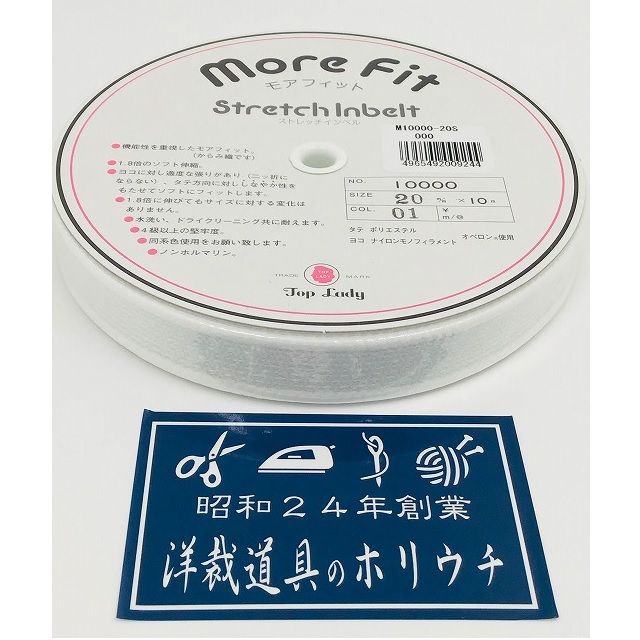 More Fit
モアフィット
Stretch Inbelt
ストレッチインベル
M10000-20S
000
4965492009244
●機能性を重視したモアフィット。
(からみ織です)
●1.8倍のソフト伸縮。
●ヨコに対し適度な張りがあり(二ッ折に
ならない)、タテ方向に対ししなやか性を
もたせてソフトにフィットします。
●1.8倍に伸びてもサイズに対する変化は
ありません。
●水洗い、ドライクリーニング共に耐えます。
●4級以上の堅牢度。
●同系色使用をお願い致します。
●ノンホルマリン。
NO. 10000
SIZE 20 % × 10m
COL. 01 ¥ m/@
タテ ポリエステル
ヨコ ナイロンモノフィラメント オペロン®使用
TRADE TOP LADY MARK
Top Lady
昭和24年創業
洋裁道具のホリウチ